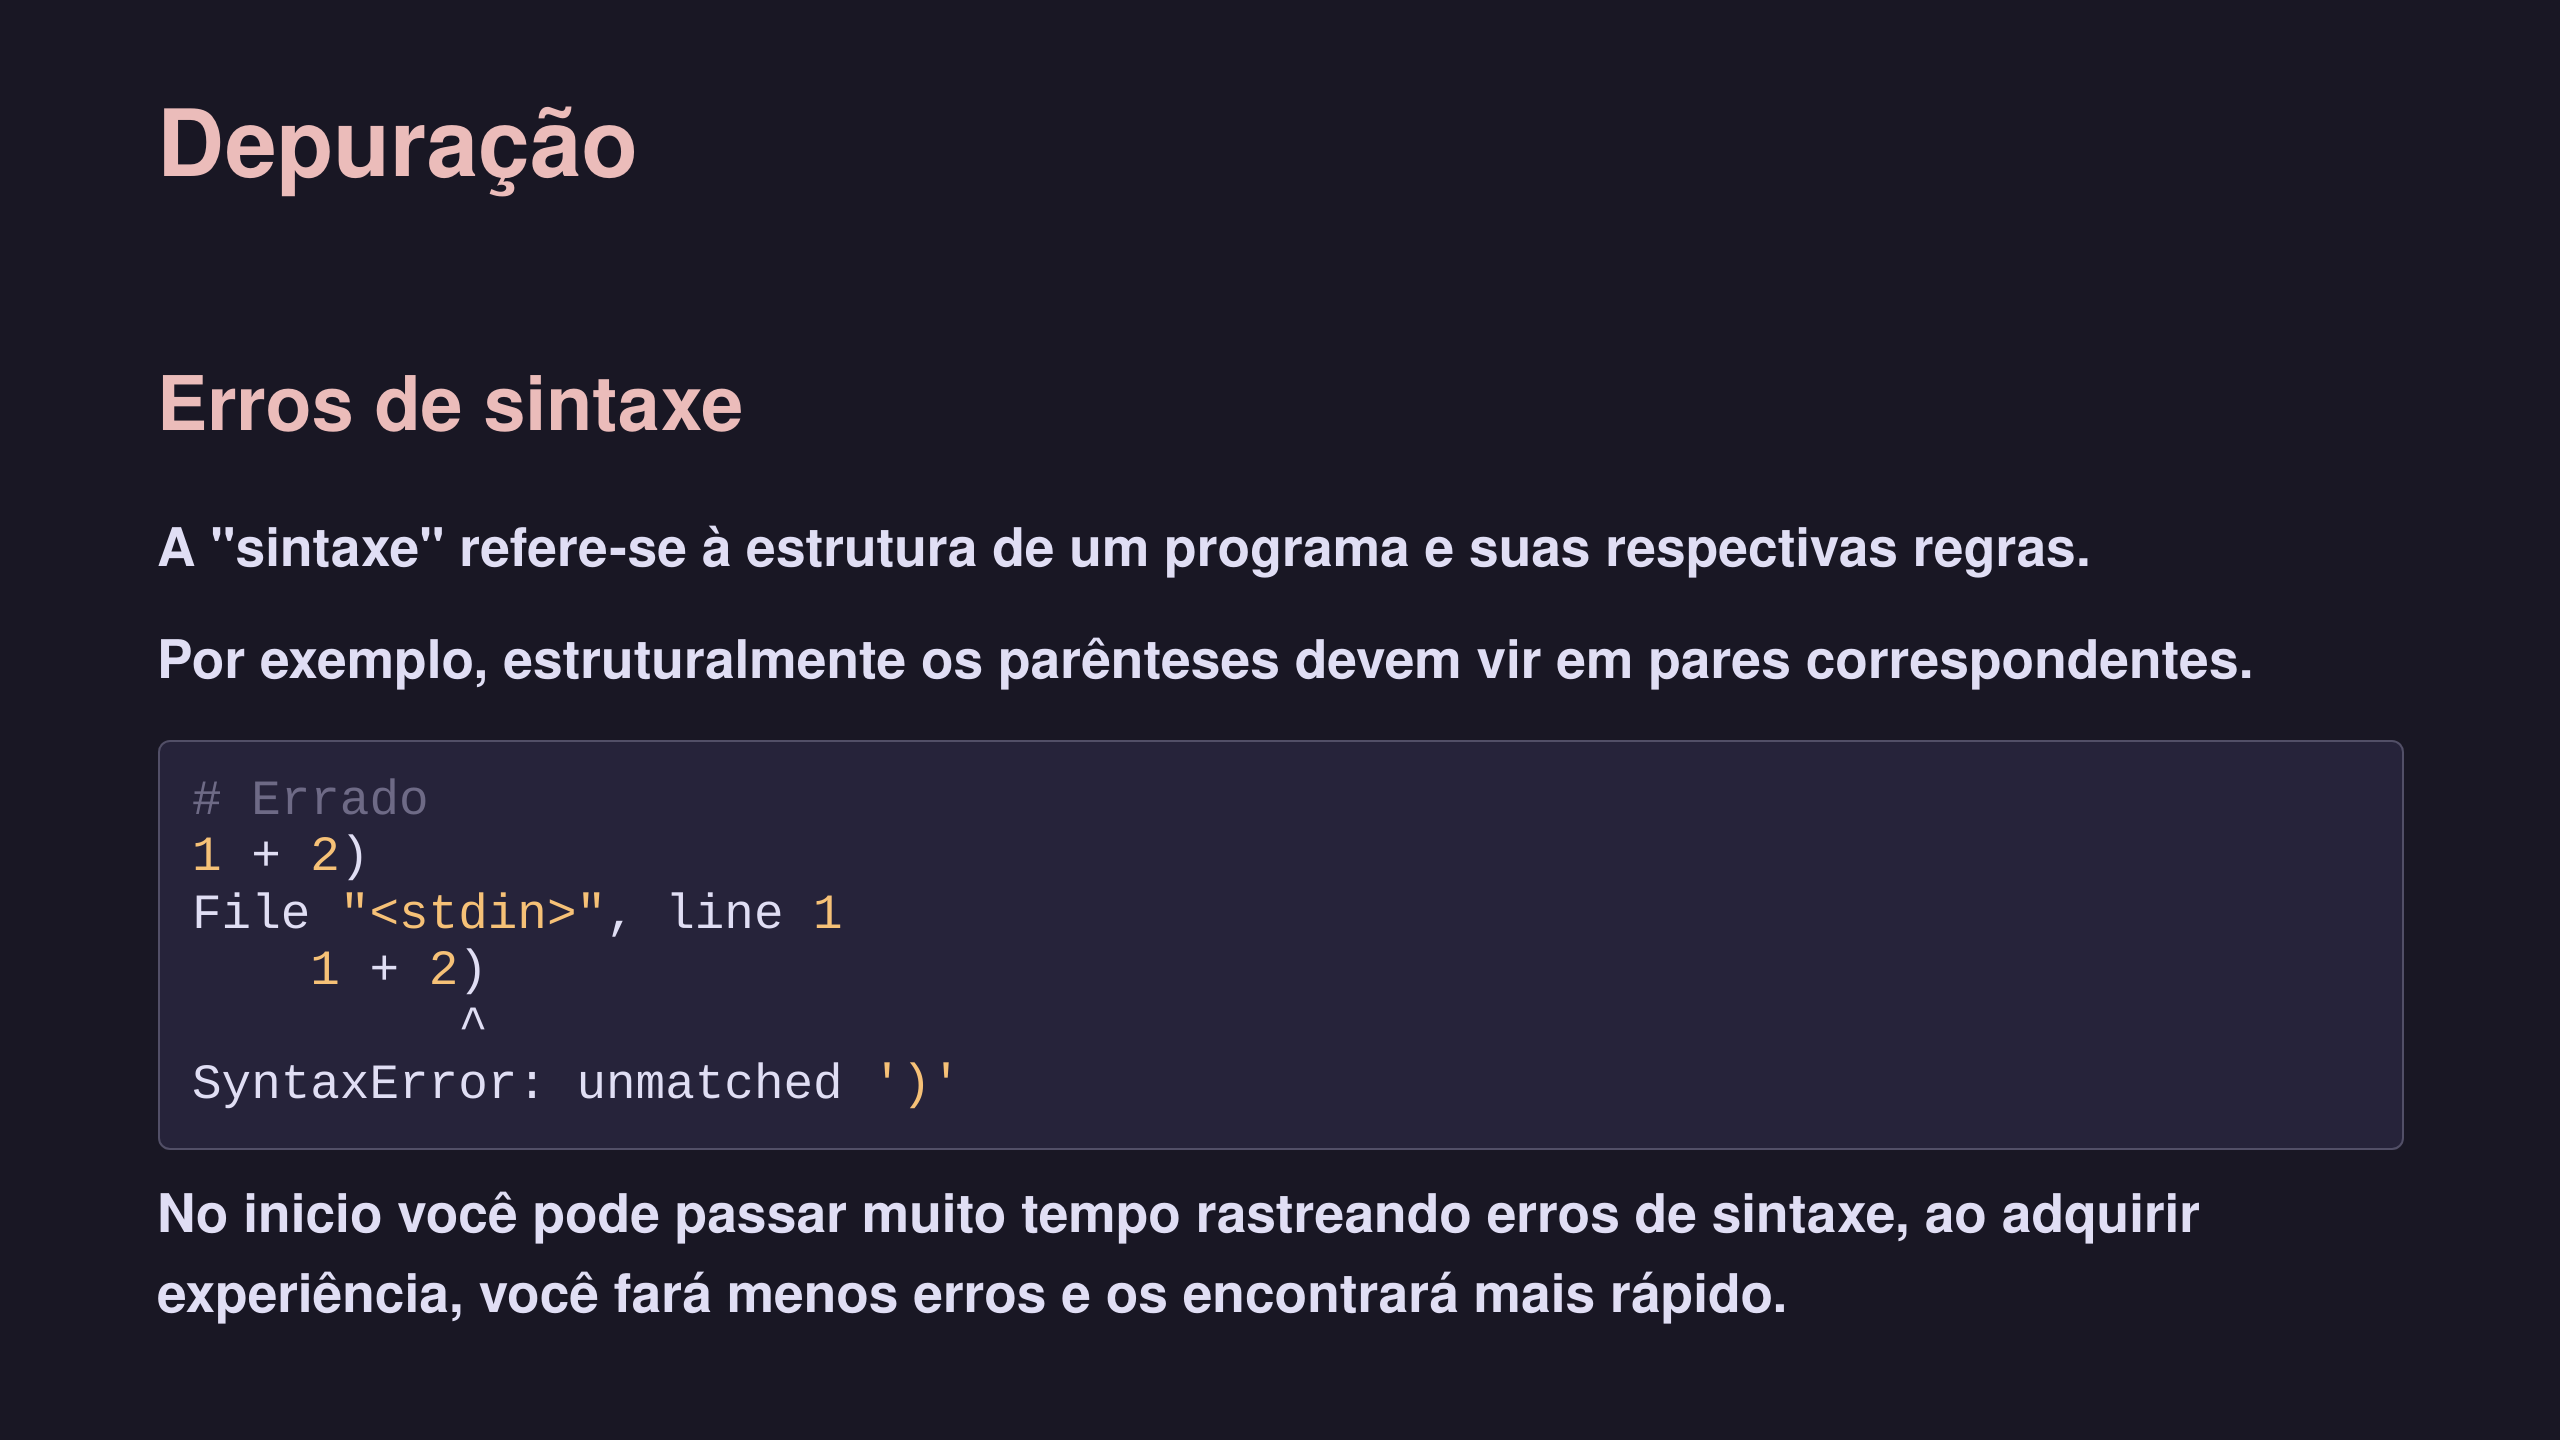 Depuração
Erros de sintaxe
A "sintaxe" refere-se à estrutura de um programa e suas respectivas regras.
Por exemplo, estruturalmente os parênteses devem vir em pares correspondentes.
# Errado
1 + 2)
File "<stdin>", line 1
    1 + 2)
         ^
SyntaxError: unmatched ')'
No inicio você pode passar muito tempo rastreando erros de sintaxe, ao adquirir
experiência, você fará menos erros e os encontrará mais rápido.